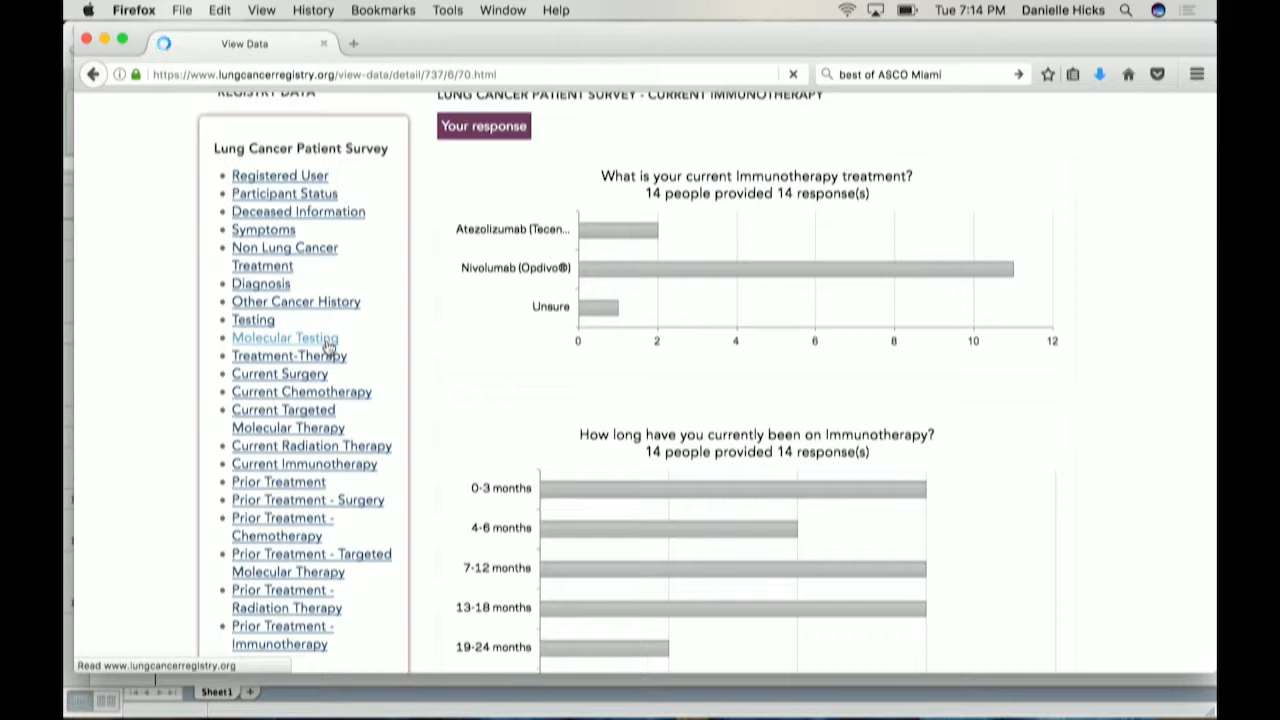 Firefox File Edit View History Bookmarks Tools Window Help Tue 7:14 PM Danielle Hicks
View Data
https://www.lungcancerregistry.org/view-data/detail/737/6/70.html
best of ASCO Miami
REGISTRY DATA
LUNG CANCER PATIENT SURVEY - CURRENT IMMUNOTHERAPY
Your response
Lung Cancer Patient Survey
Registered User
Participant Status
Deceased Information
Symptoms
Non Lung Cancer
Treatment
Diagnosis
Other Cancer History
Testing
Molecular Testing
Treatment-Therapy
Current Surgery
Current Chemotherapy
Current Targeted
Molecular Therapy
Current Radiation Therapy
Current Immunotherapy
Prior Treatment
Prior Treatment - Surgery
Prior Treatment -
Chemotherapy
Prior Treatment - Targeted
Molecular Therapy
Prior Treatment -
Radiation Therapy
Prior Treatment -
Immunotherapy
What is your current Immunotherapy treatment?
14 people provided 14 response(s)
Atezolizumab (Tecen...
Nivolumab (Opdivo®)
Unsure
0 2 4 6 8 10 12
How long have you currently been on Immunotherapy?
14 people provided 14 response(s)
0-3 months
4-6 months
7-12 months
13-18 months
19-24 months
Read www.lungcancerregistry.org
Sheet1